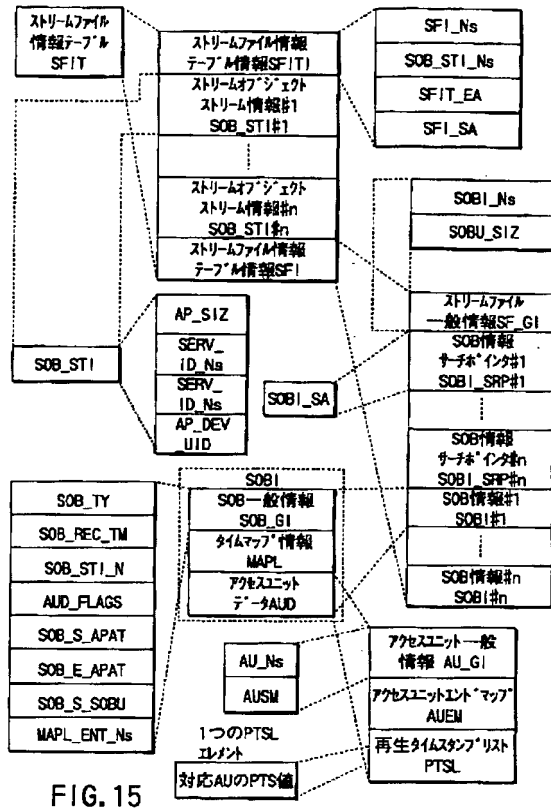 ストリームファイル
情報テーブル
SFIT
ストリームファイル情報
テーブル情報SFITI
ストリームオブジェクト
ストリーム情報#1
SOB_STI#1
ストリームオブジェクト
ストリーム情報#n
SOB_STI#n
ストリームファイル情報
テーブル情報SFI
SFI_Ns
SOB_STI_Ns
SFIT_EA
SFI_SA
SOBI_Ns
SOBU_SIZ
ストリームファイル
一般情報SF_GI
SOB情報
サーチポインタ#1
SOBI_SRP#1
SOB情報
サーチポインタ#n
SOBI_SRP#n
SOB情報#1
SOBI#1
SOB情報#n
SOBI#n
SOB_STI
AP_SIZ
SERV_
ID_Ns
SERV_
ID_Ns
AP_DEV
_UID
SOBI_SA
SOBI
SOB一般情報
SOB_GI
タイムマップ情報
MAPL
アクセスユニット
データAUD
SOB_TY
SOB_REC_TM
SOB_STI_N
AUD_FLAGS
SOB_S_APAT
SOB_E_APAT
SOB_S_SOBU
MAPL_ENT_Ns
AU_Ns
AUSM
アクセスユニット一般
情報 AU_GI
アクセスユニットエンドマップ
AUEM
再生タイムスタンプリスト
PTSL
1つのPTSL
エレメント
対応AUのPTS値
FIG.15